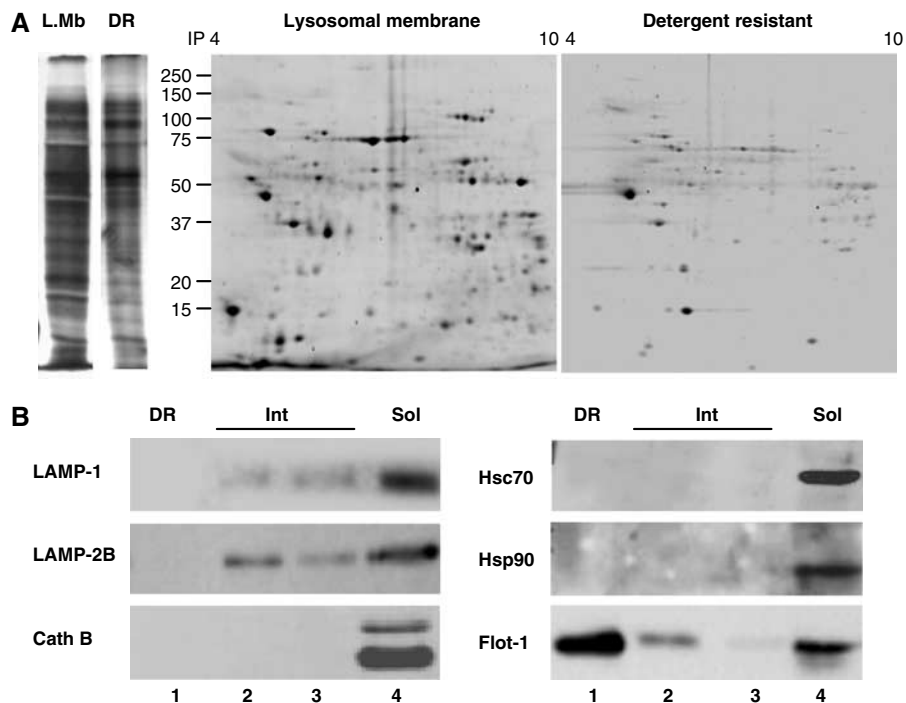 A
L.Mb DR
Lysosomal membrane
Detergent resistant
IP 4
10 4
10
250
150
100
75
50
37
20
15
B
DR Int Sol
LAMP-1
LAMP-2B
Cath B
1 2 3 4
DR Int Sol
Hsc70
Hsp90
Flot-1
1 2 3 4